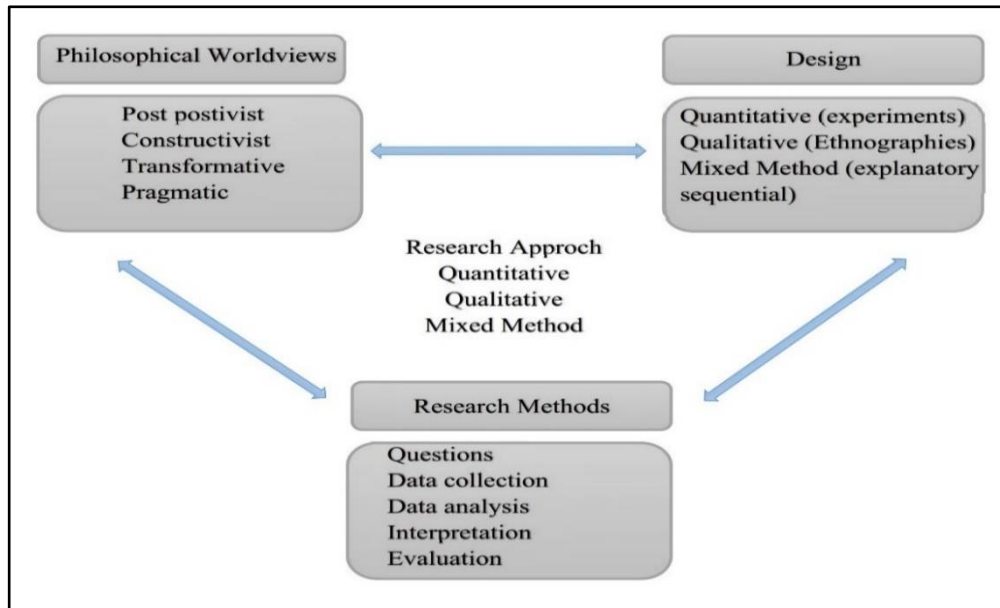 Philosophical Worldviews
Post postivist
Constructivist
Transformative
Pragmatic
Design
Quantitative (experiments)
Qualitative (Ethnographies)
Mixed Method (explanatory
sequential)
Research Approch
Quantitative
Qualitative
Mixed Method
Research Methods
Questions
Data collection
Data analysis
Interpretation
Evaluation